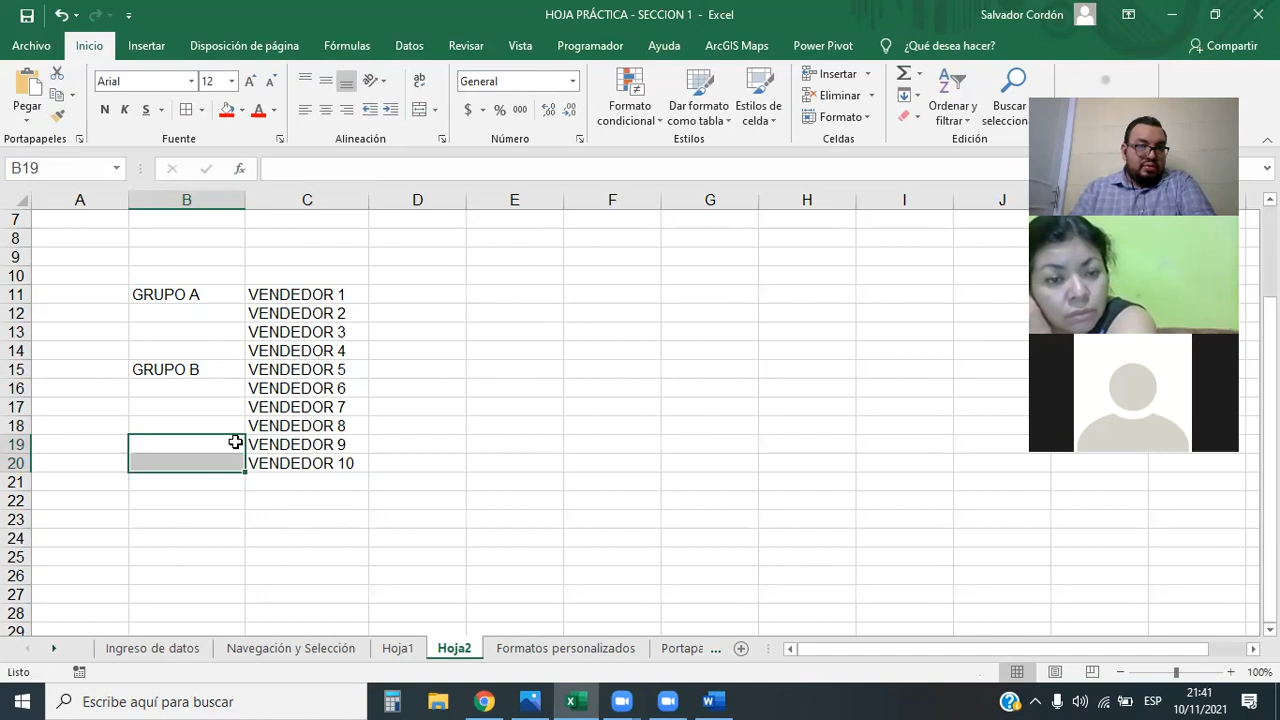 HOJA PRÁCTICA - SECCION 1 - Excel
Salvador Cordón
Archivo Inicio Insertar Disposición de página Fórmulas Datos Revisar Vista Programador Ayuda ArcGIS Maps Power Pivot ¿Qué desea hacer? Compartir
Pegar
Arial 12
N K S
ab
General
$ % 000
Formato condicional
Dar formato como tabla
Estilos de celda
Insertar
Eliminar
Formato
Ordenar y filtrar
Buscar
Portapapeles Fuente Alineación Número Estilos Celdas Edición
B19 fx
A B C D E F G H I J
7
8
9
10
11 GRUPO A VENDEDOR 1
12 VENDEDOR 2
13 VENDEDOR 3
14 VENDEDOR 4
15 GRUPO B VENDEDOR 5
16 VENDEDOR 6
17 VENDEDOR 7
18 VENDEDOR 8
19 VENDEDOR 9
20 VENDEDOR 10
21
22
23
24
25
26
27
28
29
Ingreso de datos Navegación y Selección Hoja1 Hoja2 Formatos personalizados Portapa ...
Listo 100%
Escribe aquí para buscar
ESP
21:41
10/11/2021